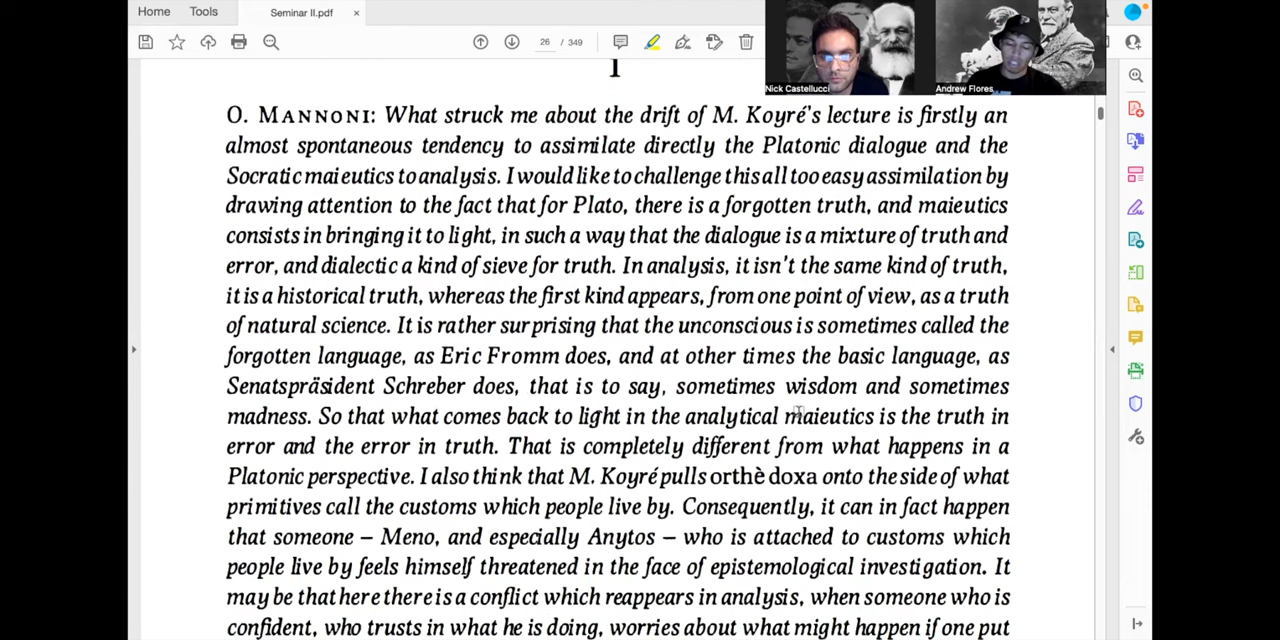 Home Tools Seminar II.pdf ×
26 / 349
Nick Castellucci Andrew Flores
I
O. MANNONI: What struck me about the drift of M. Koyré's lecture is firstly an
almost spontaneous tendency to assimilate directly the Platonic dialogue and the
Socratic maieutics to analysis. I would like to challenge this all too easy assimilation by
drawing attention to the fact that for Plato, there is a forgotten truth, and maieutics
consists in bringing it to light, in such a way that the dialogue is a mixture of truth and
error, and dialectic a kind of sieve for truth. In analysis, it isn't the same kind of truth,
it is a historical truth, whereas the first kind appears, from one point of view, as a truth
of natural science. It is rather surprising that the unconscious is sometimes called the
forgotten language, as Eric Fromm does, and at other times the basic language, as
Senatspräsident Schreber does, that is to say, sometimes wisdom and sometimes
madness. So that what comes back to light in the analytical maieutics is the truth in
error and the error in truth. That is completely different from what happens in a
Platonic perspective. I also think that M. Koyré pulls orthè doxa onto the side of what
primitives call the customs which people live by. Consequently, it can in fact happen
that someone – Meno, and especially Anytos – who is attached to customs which
people live by feels himself threatened in the face of epistemological investigation. It
may be that here there is a conflict which reappears in analysis, when someone who is
confident, who trusts in what he is doing, worries about what might happen if one put